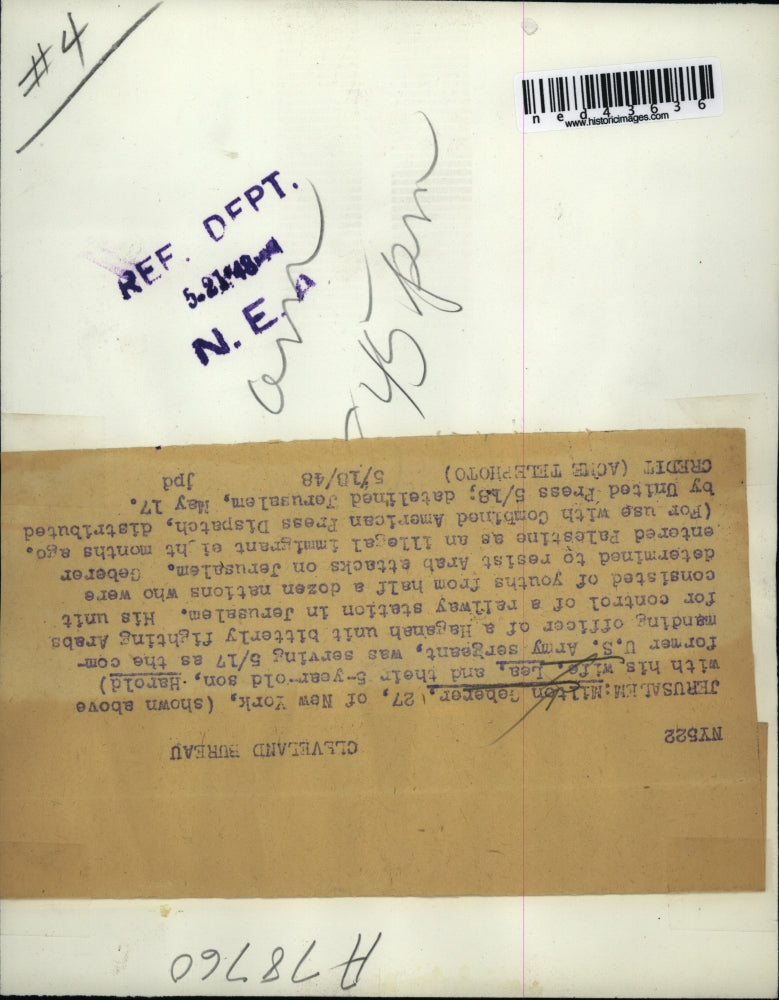 #4
ned43636
www.historicimages.com
REF. DEPT.
5-21-48
N. E. A
am
45 pm
NY522 CLEVELAND BUREAU
JERUSALEM: Milton Geberer, (27, of New York, (shown above
with his wife, Lea, and their 5-year-old son, Harold)
former U.S. Army sergeant, was serving 5/17 as the com-
manding officer of a Haganah unit bitterly fighting Arabs
for control of a railway station in Jerusalem. His unit
consisted of youths from half a dozen nations who were
determined to resist Arab attacks on Jerusalem. Geberer
entered Palestine as an illegal immigrant ei ht months ago.
(For use with Combined American Press Dispatch, distributed
by United Press 5/18; datelined Jerusalem, May 17.
CREDIT (ACME TELEPHOTO) 5/18/48 jpd
A78760